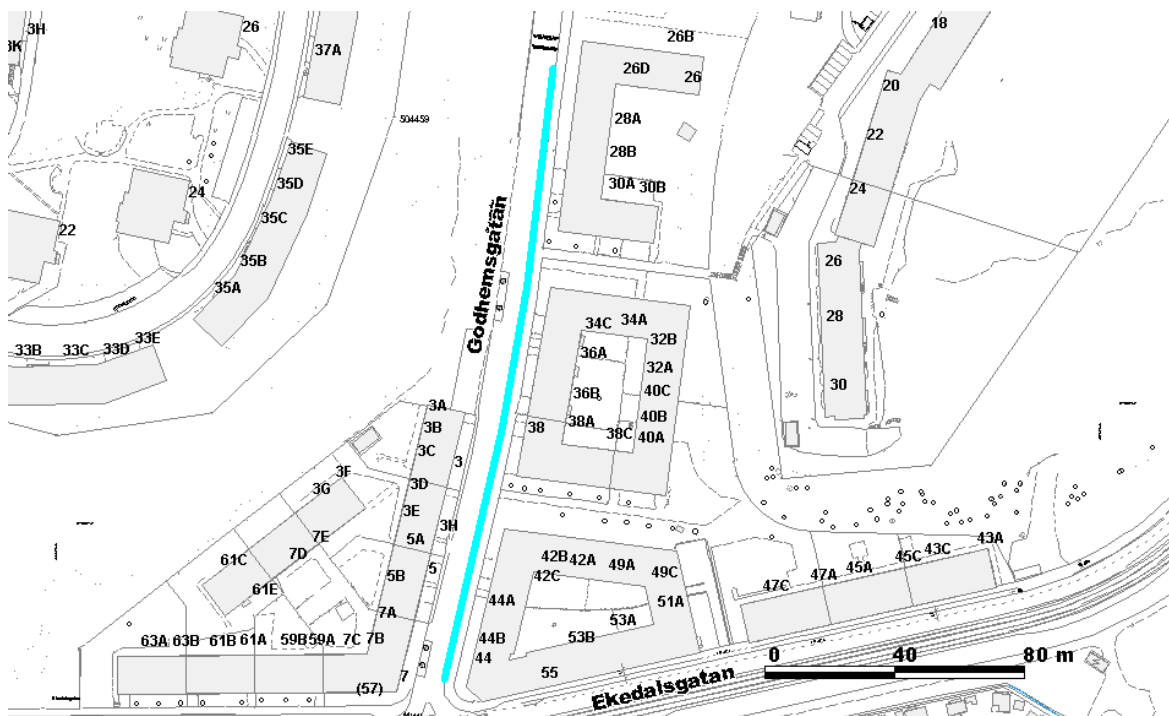 3H
3K
26
37A
26B
26D
26
18
20
28A
22
504459
35E
28B
35D
30A
30B
24
24
35C
22
35B
26
35A
Godhemsgatan
28
34C
34A
32B
33B
33C
33D
33E
36A
32A
30
36B
40C
3A
38A
40B
3B
38
38C
40A
3C
3
3F
3D
3G
3E
3H
7E
5A
7D
61C
5
5B
61E
42B
42A
49A
42C
49C
47C
47A
45A
45C
43C
43A
7A
44A
51A
53A
63A
63B
61B
61A
59B
59A
7C
7B
44B
53B
44
55
(57)
7
0
40
80 m
Ekedalsgatan